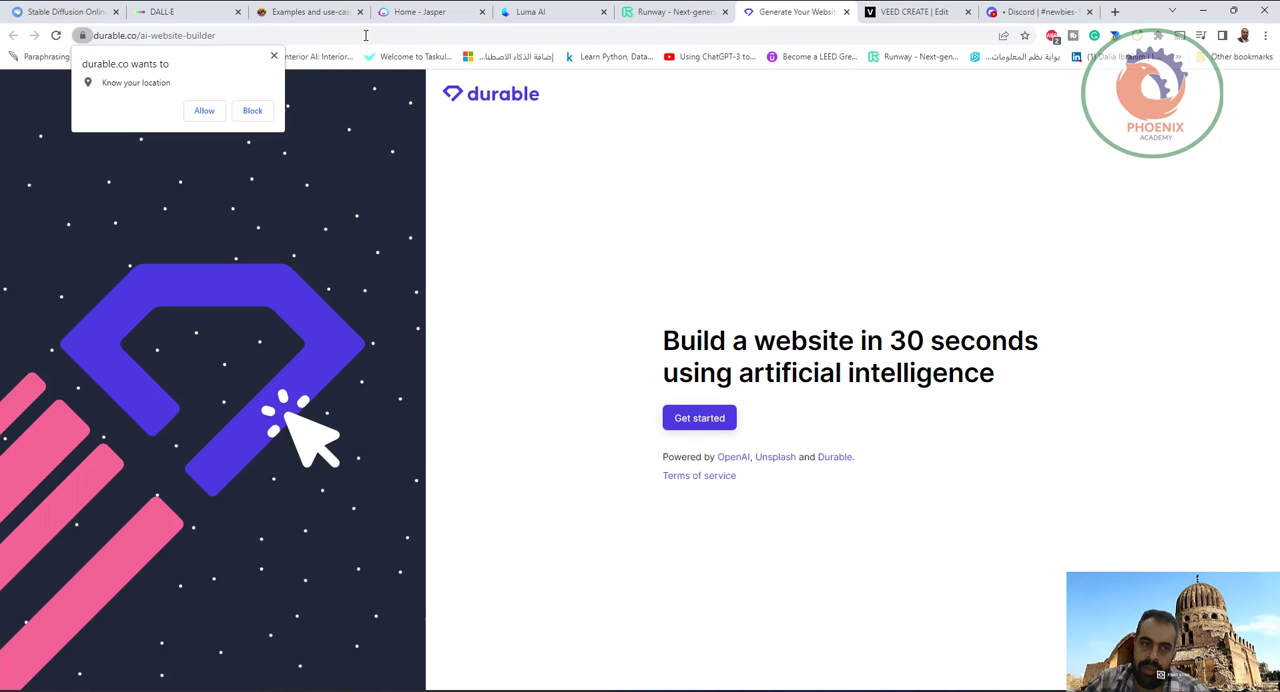 Stable Diffusion Onlin
DALL·E
Examples and use-cas
Home - Jasper
Luma AI
Runway - Next-genera
Generate Your Websit
VEED CREATE | Edit
• Discord | #newbies-
durable.co/ai-website-builder
Paraphrasing
nterior AI: Interior...
Welcome to Taskul...
إضافة الذكاء الاصطنا...
Learn Python, Data...
Using ChatGPT-3 to...
Become a LEED Gre...
Runway - Next-gen...
بوابة نظم المعلومات...
Other bookmarks
durable.co wants to
Know your location
Allow
Block
durable
PHOENIX
ACADEMY
Build a website in 30 seconds
using artificial intelligence
Get started
Powered by OpenAI, Unsplash and Durable.
Terms of service